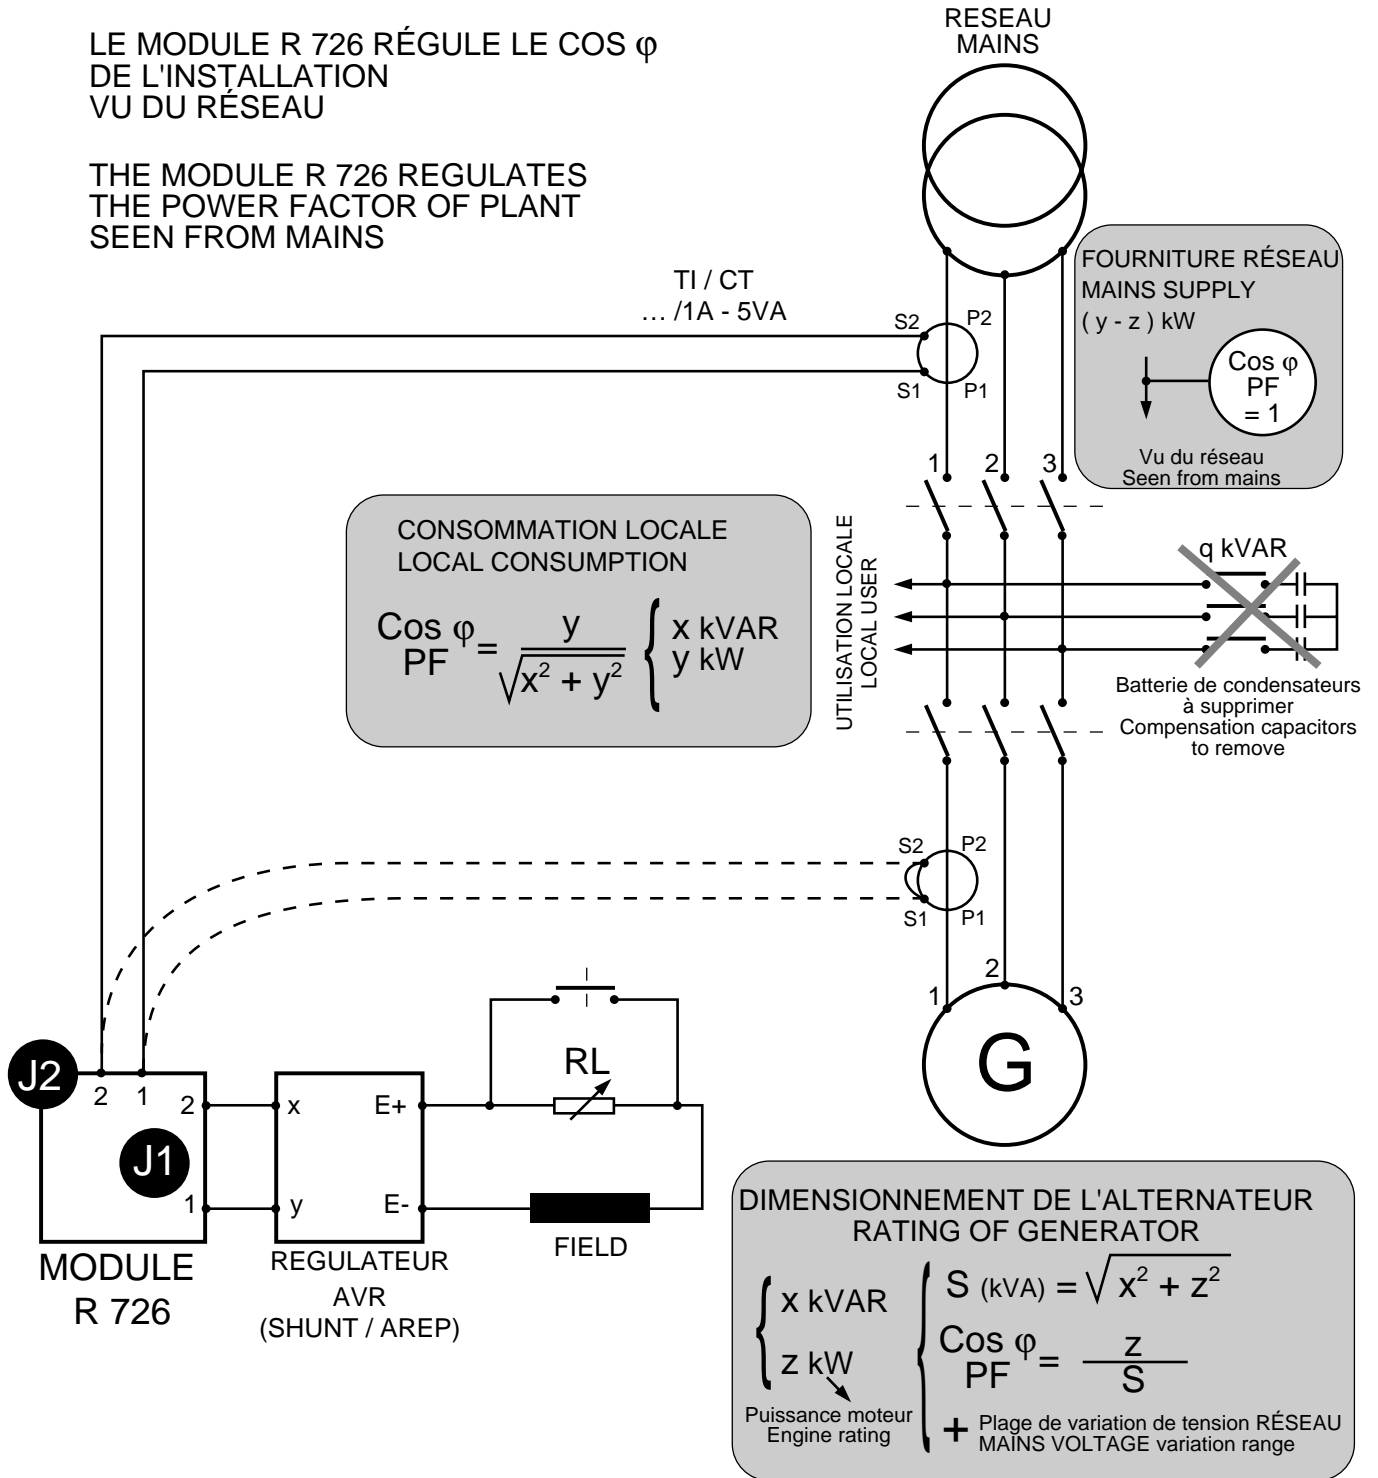 RESEAU
MAINS
LE MODULE R 726 RÉGULE LE COS φ
DE L'INSTALLATION
VU DU RÉSEAU
THE MODULE R 726 REGULATES
THE POWER FACTOR OF PLANT
SEEN FROM MAINS
TI / CT
... /1A - 5VA
S2
P2
S1
P1
FOURNITURE RÉSEAU
MAINS SUPPLY
( y - z ) kW
Cos φ
PF
= 1
Vu du réseau
Seen from mains
1 2 3
CONSOMMATION LOCALE
LOCAL CONSUMPTION
Cos φ
PF = y / √x² + y² { x kVAR
y kW
UTILISATION LOCALE
LOCAL USER
q kVAR
Batterie de condensateurs
à supprimer
Compensation capacitors
to remove
S2
P2
S1
P1
1 2 3
G
J2
2 1
2
J1
1
MODULE
R 726
x
E+
y
E-
REGULATEUR
AVR
(SHUNT / AREP)
RL
FIELD
DIMENSIONNEMENT DE L'ALTERNATEUR
RATING OF GENERATOR
{ x kVAR
z kW
Puissance moteur
Engine rating
{ S (kVA) = √x² + z²
Cos φ
PF = z / S
+ Plage de variation de tension RÉSEAU
MAINS VOLTAGE variation range